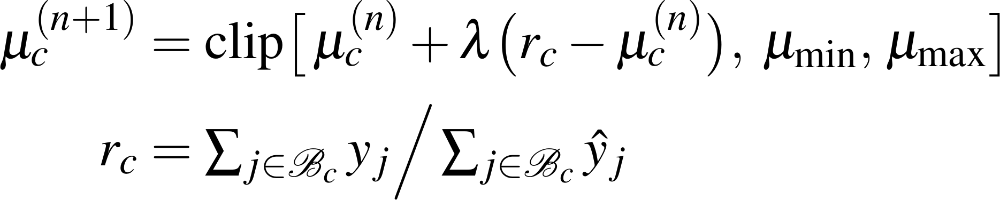 μ_c^{(n+1)} = clip[ μ_c^{(n)} + λ ( r_c − μ_c^{(n)} ), μ_min, μ_max ]
r_c = ∑_{j∈ℬ_c} y_j / ∑_{j∈ℬ_c} ŷ_j